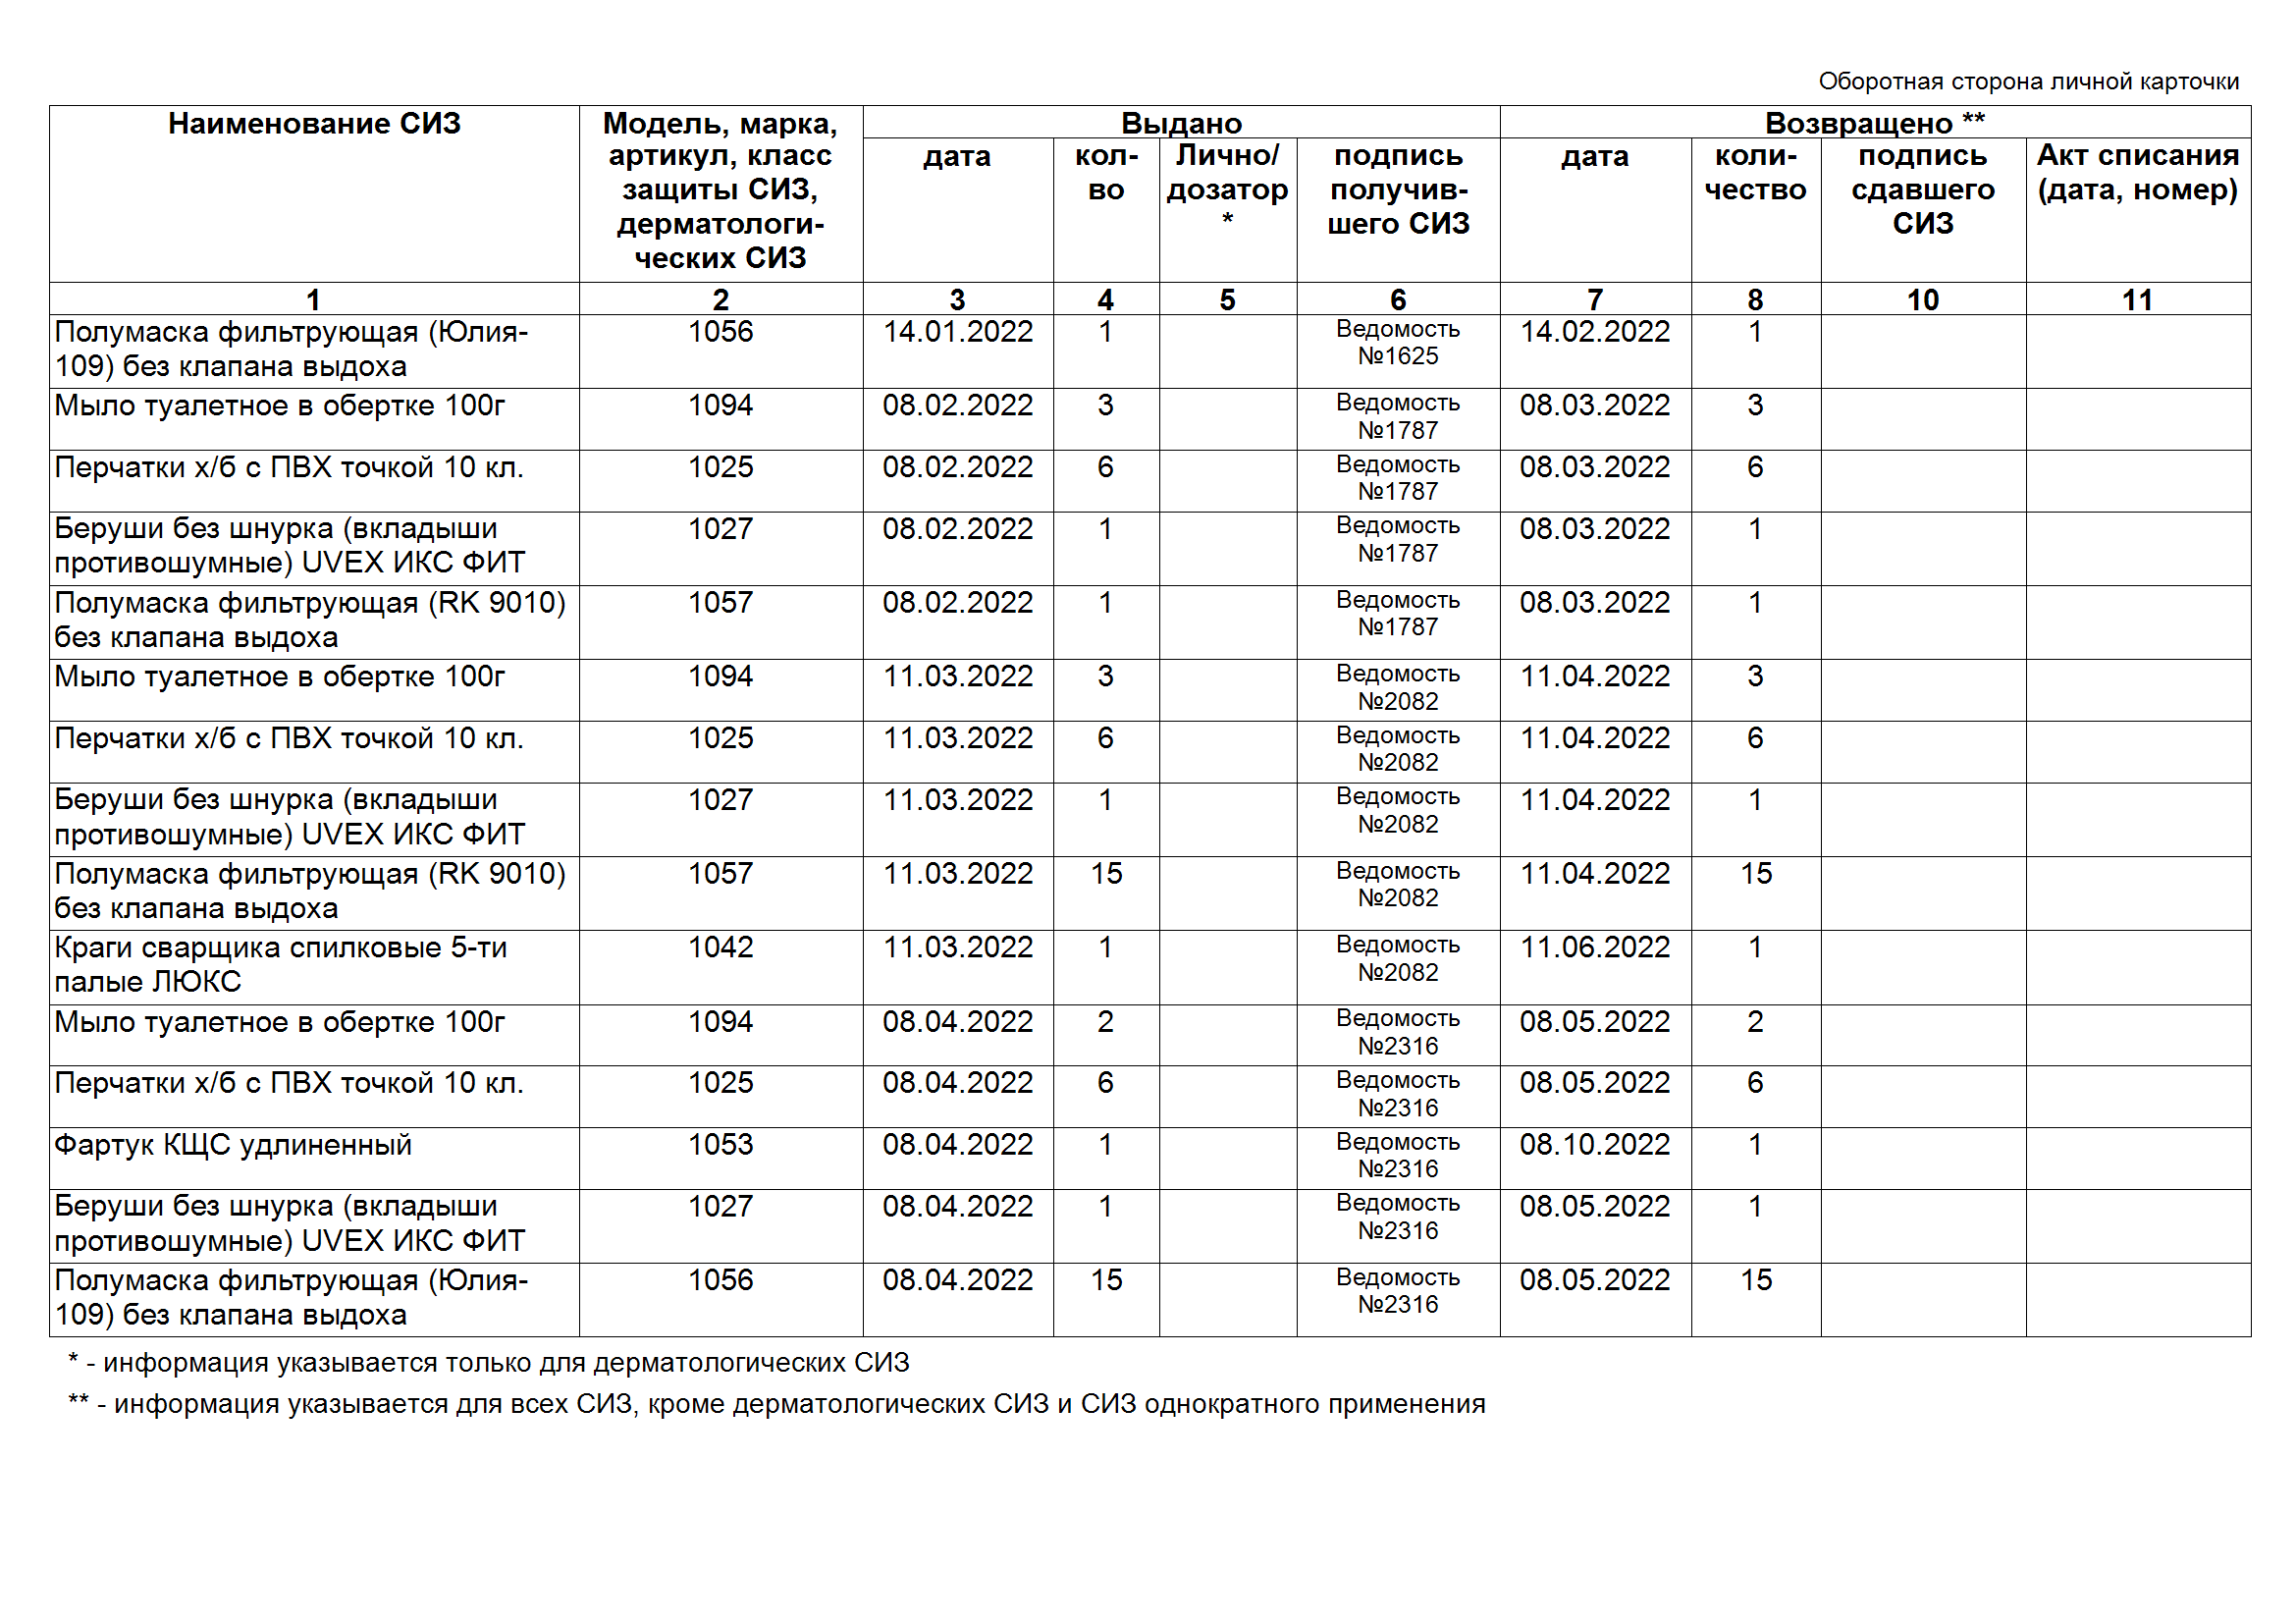 Оборотная сторона личной карточки
Наименование СИЗ Модель, марка, артикул, класс защиты СИЗ, дерматологи-ческих СИЗ Выдано Возвращено **
дата кол-во Лично/дозатор * подпись получив-шего СИЗ дата коли-чество подпись сдавшего СИЗ Акт списания (дата, номер)
1 2 3 4 5 6 7 8 10 11
Полумаска фильтрующая (Юлия- 1056 14.01.2022 1 Ведомость 14.02.2022 1
109) без клапана выдоха №1625
Мыло туалетное в обертке 100г 1094 08.02.2022 3 Ведомость 08.03.2022 3
№1787
Перчатки х/б с ПВХ точкой 10 кл. 1025 08.02.2022 6 Ведомость 08.03.2022 6
№1787
Беруши без шнурка (вкладыши 1027 08.02.2022 1 Ведомость 08.03.2022 1
противошумные) UVEX ИКС ФИТ №1787
Полумаска фильтрующая (RK 9010) 1057 08.02.2022 1 Ведомость 08.03.2022 1
без клапана выдоха №1787
Мыло туалетное в обертке 100г 1094 11.03.2022 3 Ведомость 11.04.2022 3
№2082
Перчатки х/б с ПВХ точкой 10 кл. 1025 11.03.2022 6 Ведомость 11.04.2022 6
№2082
Беруши без шнурка (вкладыши 1027 11.03.2022 1 Ведомость 11.04.2022 1
противошумные) UVEX ИКС ФИТ №2082
Полумаска фильтрующая (RK 9010) 1057 11.03.2022 15 Ведомость 11.04.2022 15
без клапана выдоха №2082
Краги сварщика спилковые 5-ти 1042 11.03.2022 1 Ведомость 11.06.2022 1
палые ЛЮКС №2082
Мыло туалетное в обертке 100г 1094 08.04.2022 2 Ведомость 08.05.2022 2
№2316
Перчатки х/б с ПВХ точкой 10 кл. 1025 08.04.2022 6 Ведомость 08.05.2022 6
№2316
Фартук КЩС удлиненный 1053 08.04.2022 1 Ведомость 08.10.2022 1
№2316
Беруши без шнурка (вкладыши 1027 08.04.2022 1 Ведомость 08.05.2022 1
противошумные) UVEX ИКС ФИТ №2316
Полумаска фильтрующая (Юлия- 1056 08.04.2022 15 Ведомость 08.05.2022 15
109) без клапана выдоха №2316
* - информация указывается только для дерматологических СИЗ
** - информация указывается для всех СИЗ, кроме дерматологических СИЗ и СИЗ однократного применения